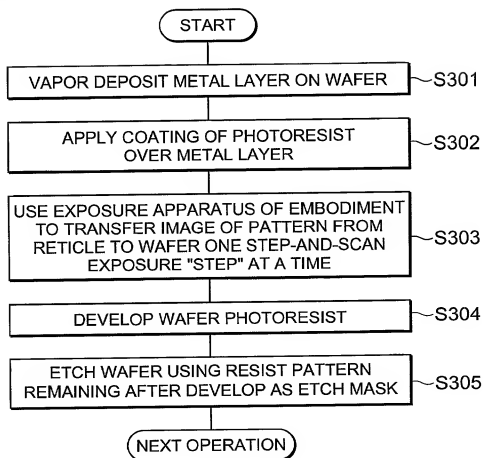 START
VAPOR DEPOSIT METAL LAYER ON WAFER
S301
APPLY COATING OF PHOTORESIST
OVER METAL LAYER
S302
USE EXPOSURE APPARATUS OF EMBODIMENT
TO TRANSFER IMAGE OF PATTERN FROM
RETICLE TO WAFER ONE STEP-AND-SCAN
EXPOSURE "STEP" AT A TIME
S303
DEVELOP WAFER PHOTORESIST
S304
ETCH WAFER USING RESIST PATTERN
REMAINING AFTER DEVELOP AS ETCH MASK
S305
NEXT OPERATION